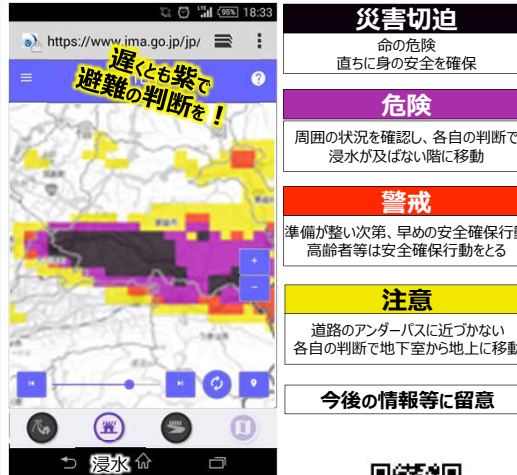 95% 18:33
https://www.jma.go.jp/jp/
遅くとも紫で
避難の判断を！
浸水
災害切迫
命の危険
直ちに身の安全を確保
危険
周囲の状況を確認し、各自の判断で
浸水が及ばない階に移動
警戒
準備が整い次第、早めの安全確保行動
高齢者等は安全確保行動をとる
注意
道路のアンダーパスに近づかない
各自の判断で地下室から地上に移動
今後の情報等に留意